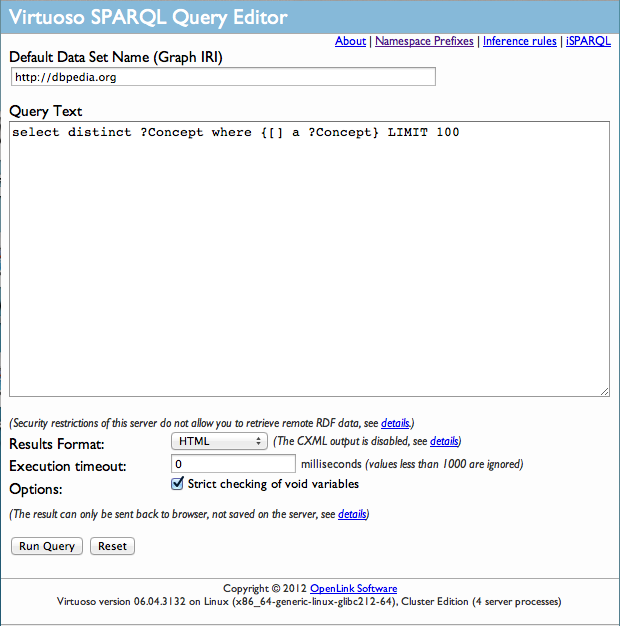 Virtuoso SPARQL Query Editor
About | Namespace Prefixes | Inference rules | iSPARQL
Default Data Set Name (Graph IRI)
http://dbpedia.org
Query Text
select distinct ?Concept where {[] a ?Concept} LIMIT 100
(Security restrictions of this server do not allow you to retrieve remote RDF data, see details.)
Results Format: HTML (The CXML output is disabled, see details)
Execution timeout: 0 milliseconds (values less than 1000 are ignored)
Options: Strict checking of void variables
(The result can only be sent back to browser, not saved on the server, see details)
Run Query Reset
Copyright © 2012 OpenLink Software
Virtuoso version 06.04.3132 on Linux (x86_64-generic-linux-glibc212-64), Cluster Edition (4 server processes)